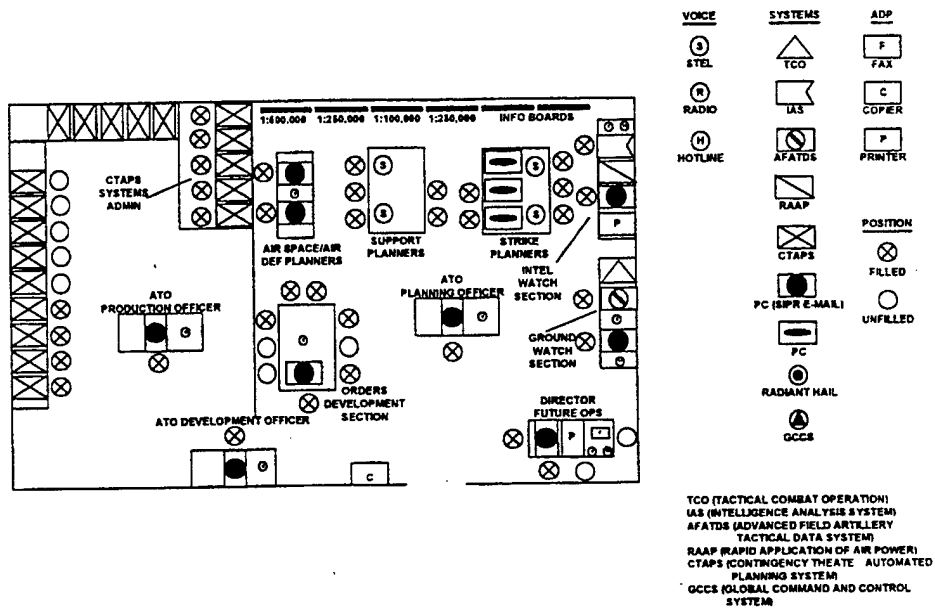 VOICE
SYSTEMS
ADP
S
STEL
TCO
F
FAX
R
RADIO
IAS
C
COPIER
H
HOTLINE
AFATDS
P
PRINTER
RAAP
CTAPS
POSITION
FILLED
UNFILLED
PC (SIPR E-MAIL)
PC
RADIANT HAIL
GCCS
1:500,000
1:250,000
1:100,000
1:250,000
INFO BOARDS
CTAPS
SYSTEMS
ADMIN
AIR SPACE/AIR
DEF PLANNERS
S
S
SUPPORT
PLANNERS
S
S
STRIKE
PLANNERS
H
P
INTEL
WATCH
SECTION
ATO
PRODUCTION OFFICER
ATO
PLANNING OFFICER
GROUND
WATCH
SECTION
ORDERS
DEVELOPMENT
SECTION
ATO DEVELOPMENT OFFICER
DIRECTOR
FUTURE OPS
P
C
TCO (TACTICAL COMBAT OPERATION)
IAS (INTELLIGENCE ANALYSIS SYSTEM)
AFATDS (ADVANCED FIELD ARTILLERY
TACTICAL DATA SYSTEM)
RAAP (RAPID APPLICATION OF AIR POWER)
CTAPS (CONTINGENCY THEATE AUTOMATED
PLANNING SYSTEM)
GCCS (GLOBAL COMMAND AND CONTROL
SYSTEM)